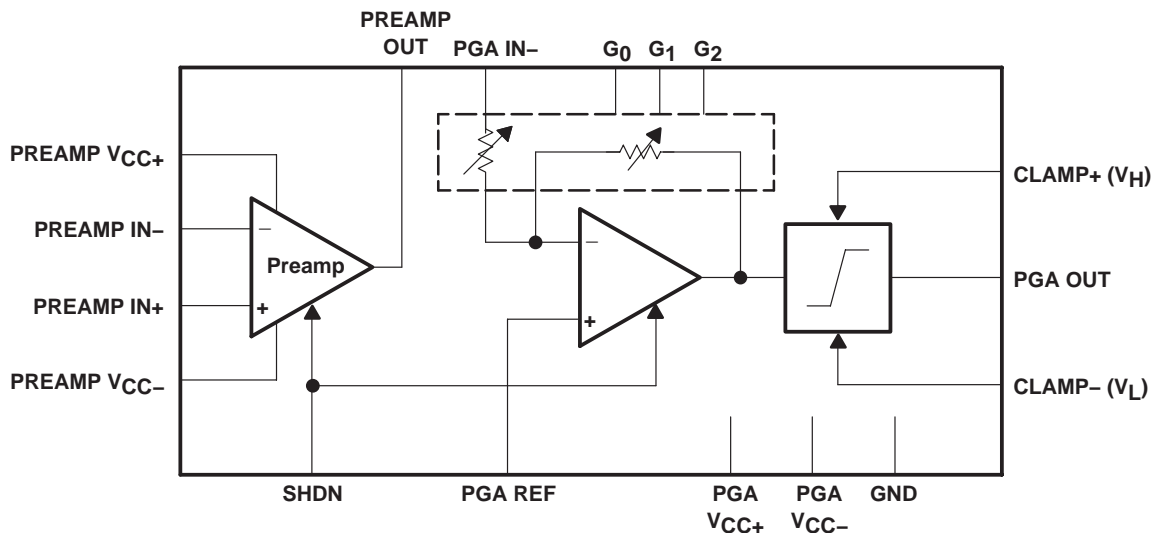 PREAMP
OUT
PGA IN−
G0
G1
G2
PREAMP VCC+
PREAMP IN−
PREAMP IN+
PREAMP VCC−
−
Preamp
+
−
+
CLAMP+ (VH)
PGA OUT
CLAMP− (VL)
SHDN
PGA REF
PGA
VCC+
PGA
VCC−
GND